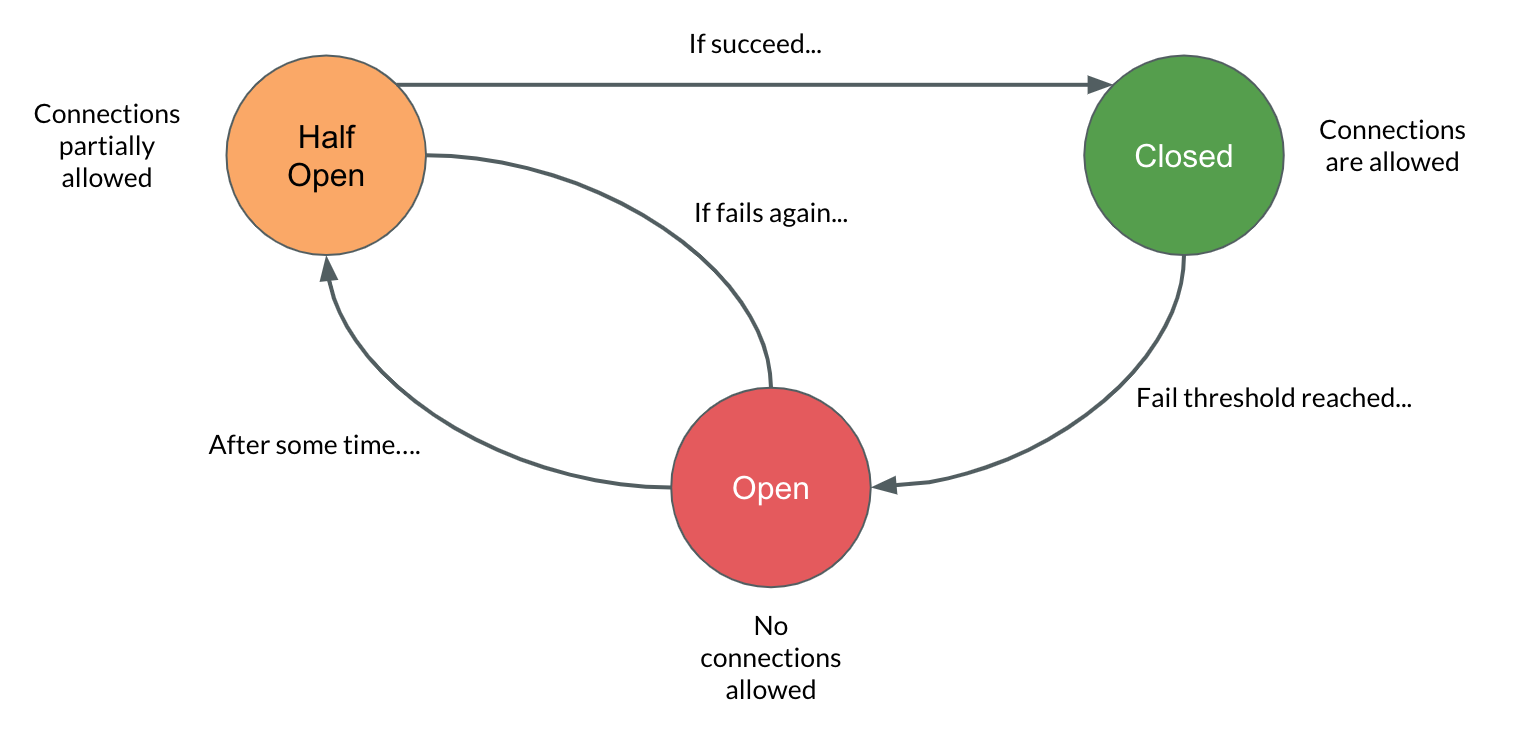 If succeed...
Connections
partially
allowed
Half
Open
Closed
Connections
are allowed
If fails again...
Fail threshold reached...
After some time....
Open
No
connections
allowed